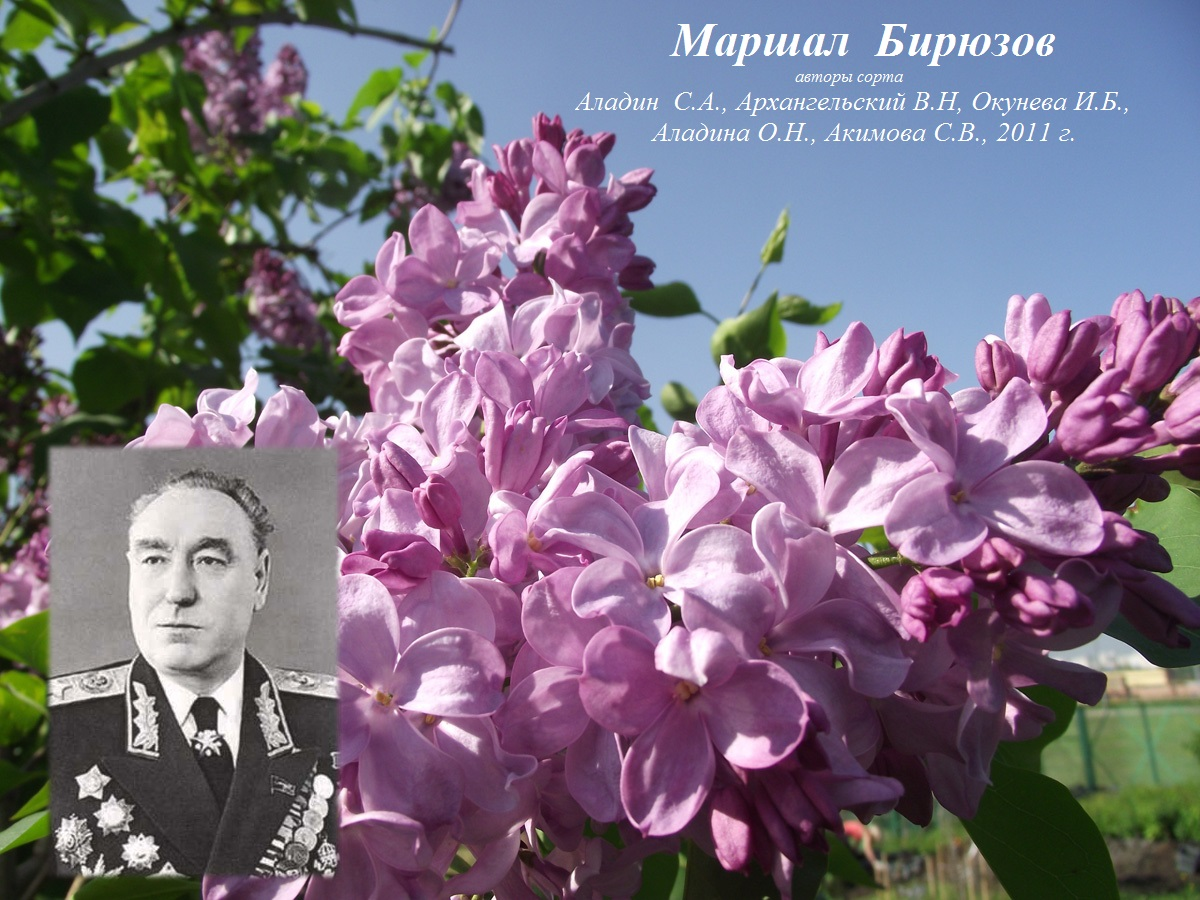 Маршал Бирюзов
авторы сорта
Аладин С.А., Архангельский В.Н, Окунева И.Б.,
Аладина О.Н., Акимова С.В., 2011 г.